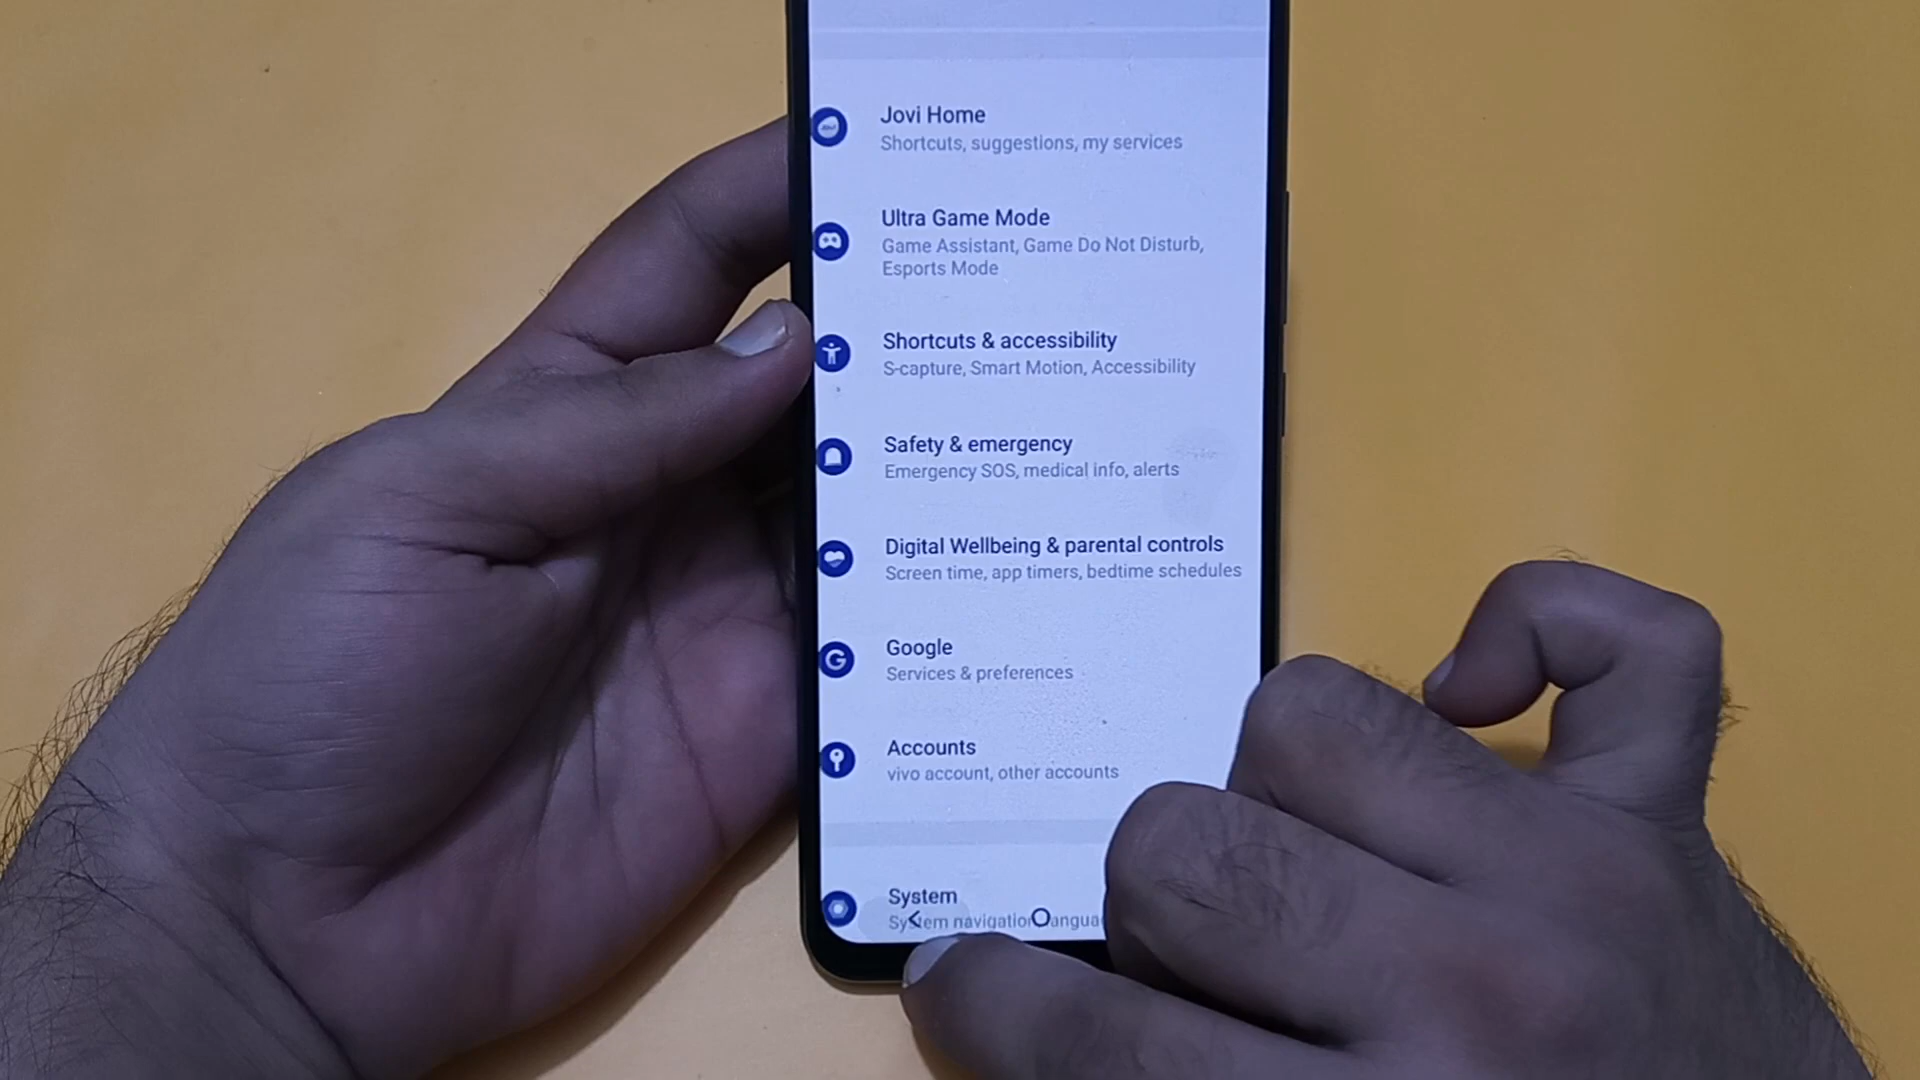 Jovi Home
Shortcuts, suggestions, my services
Ultra Game Mode
Game Assistant, Game Do Not Disturb,
Esports Mode
Shortcuts & accessibility
S-capture, Smart Motion, Accessibility
Safety & emergency
Emergency SOS, medical info, alerts
Digital Wellbeing & parental controls
Screen time, app timers, bedtime schedules
Google
Services & preferences
Accounts
vivo account, other accounts
System
System navigation